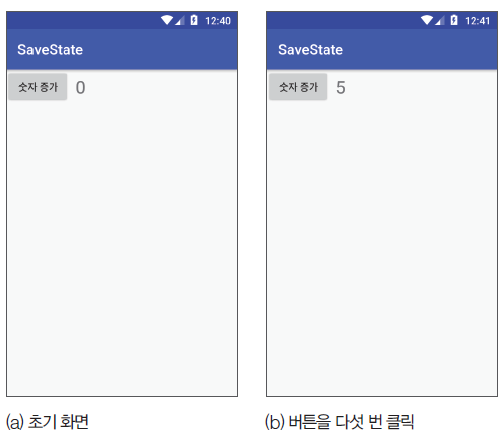 12:40
SaveState
숫자 증가 0
(a) 초기 화면
12:41
SaveState
숫자 증가 5
(b) 버튼을 다섯 번 클릭